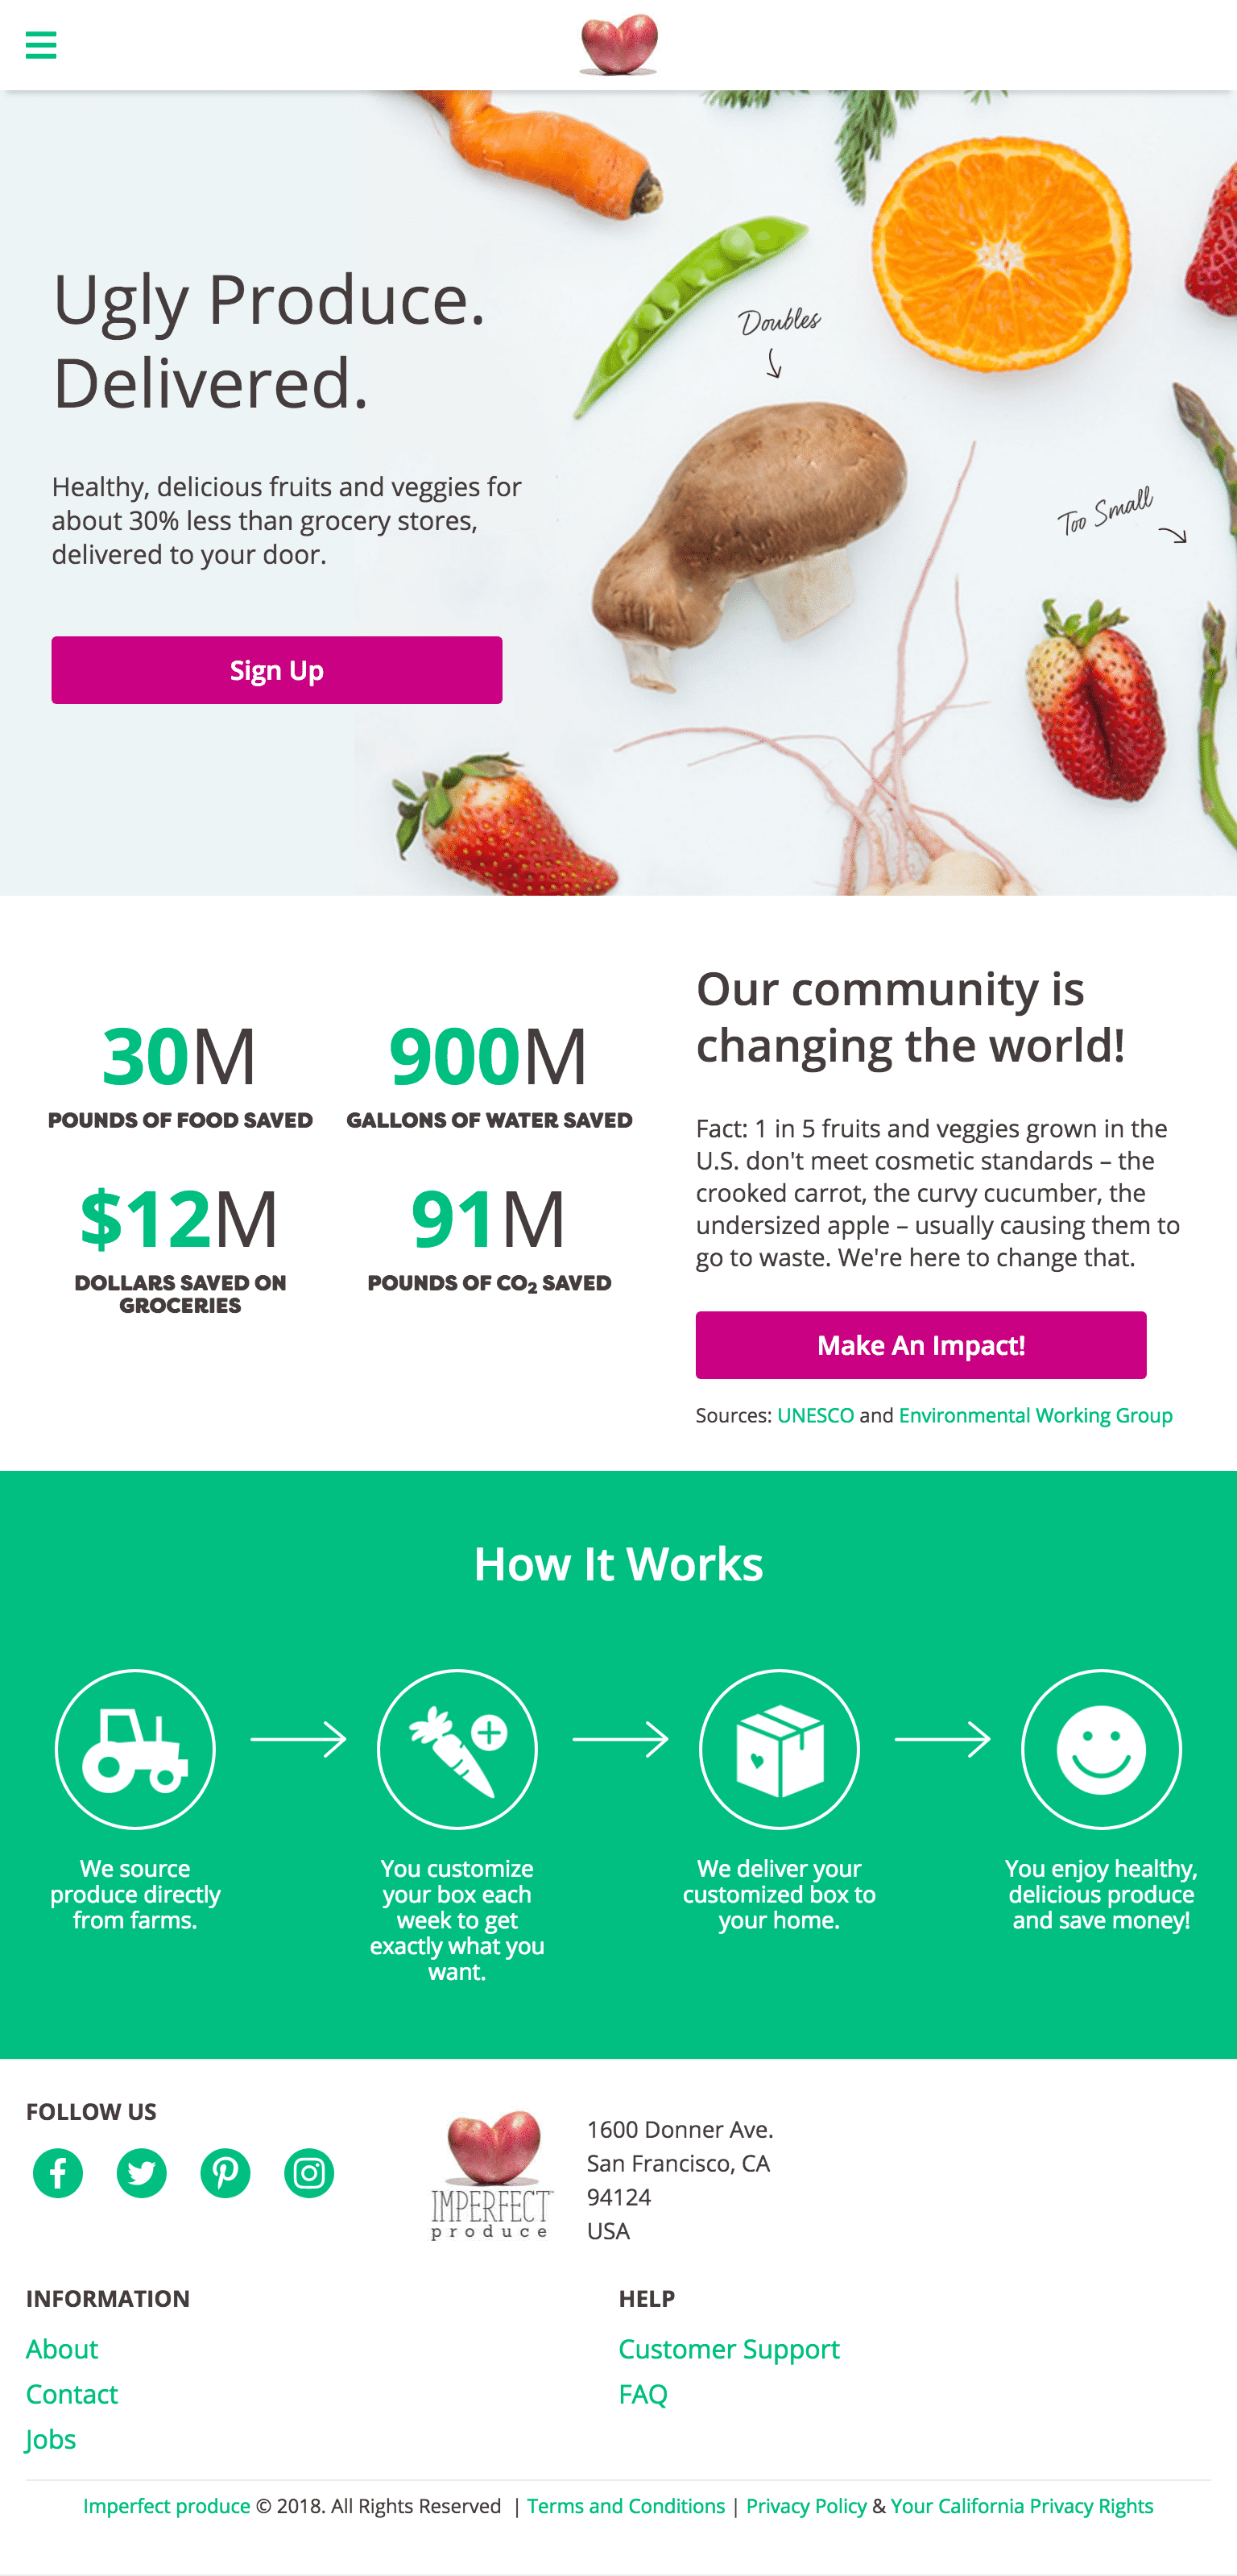 Ugly Produce.
Delivered.
Healthy, delicious fruits and veggies for
about 30% less than grocery stores,
delivered to your door.
Sign Up
Doubles
Too Small
30M
POUNDS OF FOOD SAVED
900M
GALLONS OF WATER SAVED
$12M
DOLLARS SAVED ON
GROCERIES
91M
POUNDS OF CO₂ SAVED
Our community is
changing the world!
Fact: 1 in 5 fruits and veggies grown in the
U.S. don't meet cosmetic standards – the
crooked carrot, the curvy cucumber, the
undersized apple – usually causing them to
go to waste. We're here to change that.
Make An Impact!
Sources: UNESCO and Environmental Working Group
How It Works
We source
produce directly
from farms.
You customize
your box each
week to get
exactly what you
want.
We deliver your
customized box to
your home.
You enjoy healthy,
delicious produce
and save money!
FOLLOW US
IMPERFECT
produce
1600 Donner Ave.
San Francisco, CA
94124
USA
INFORMATION
About
Contact
Jobs
HELP
Customer Support
FAQ
Imperfect produce © 2018. All Rights Reserved | Terms and Conditions | Privacy Policy & Your California Privacy Rights